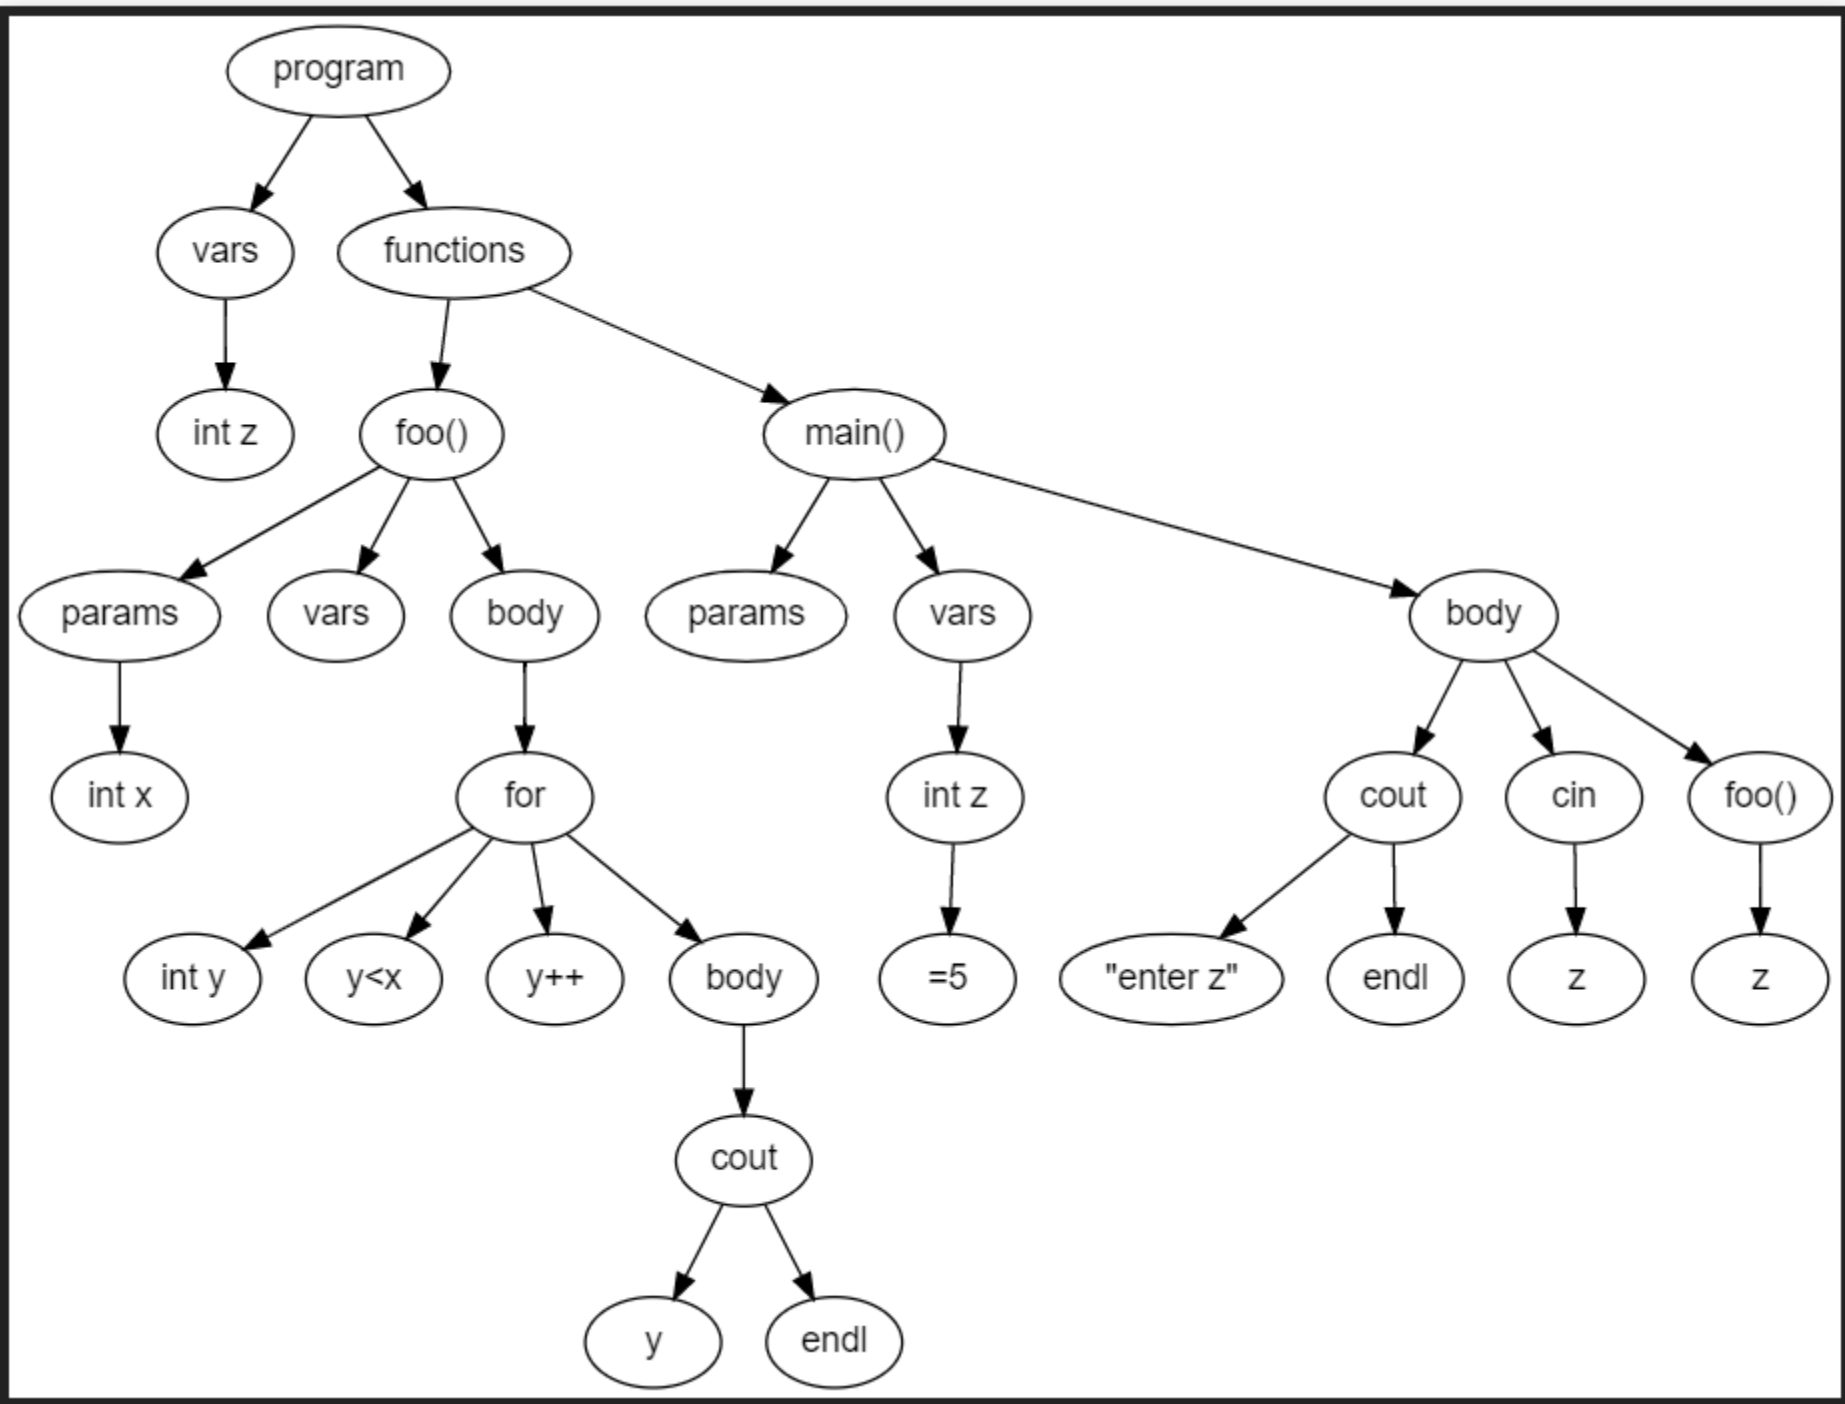 program
vars
functions
int z
foo()
main()
params
vars
body
params
vars
body
int x
for
int z
cout
cin
foo()
int y
y<x
y++
body
=5
"enter z"
endl
z
z
cout
y
endl